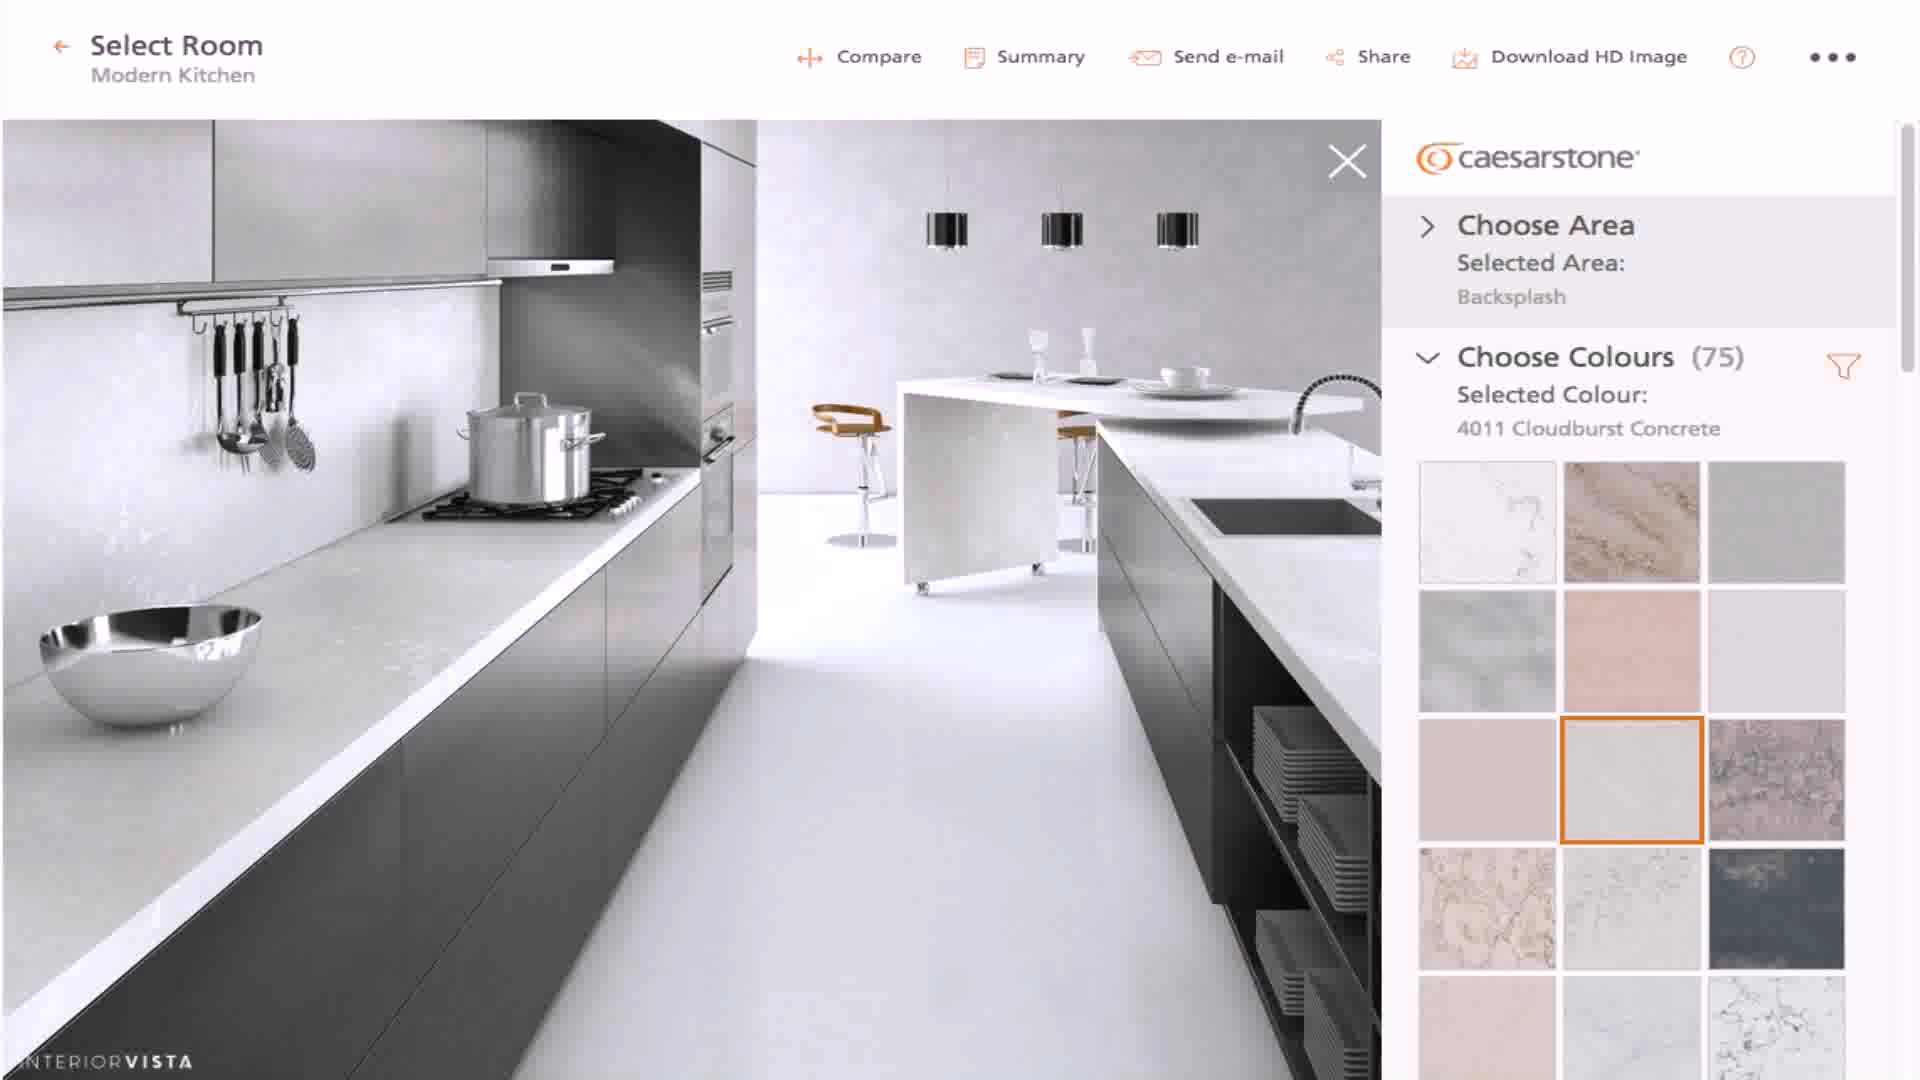 Select Room
Modern Kitchen
Compare
Summary
Send e-mail
Share
Download HD Image
?
caesarstone
Choose Area
Selected Area:
Backsplash
Choose Colours (75)
Selected Colour:
4011 Cloudburst Concrete
INTERIORVISTA